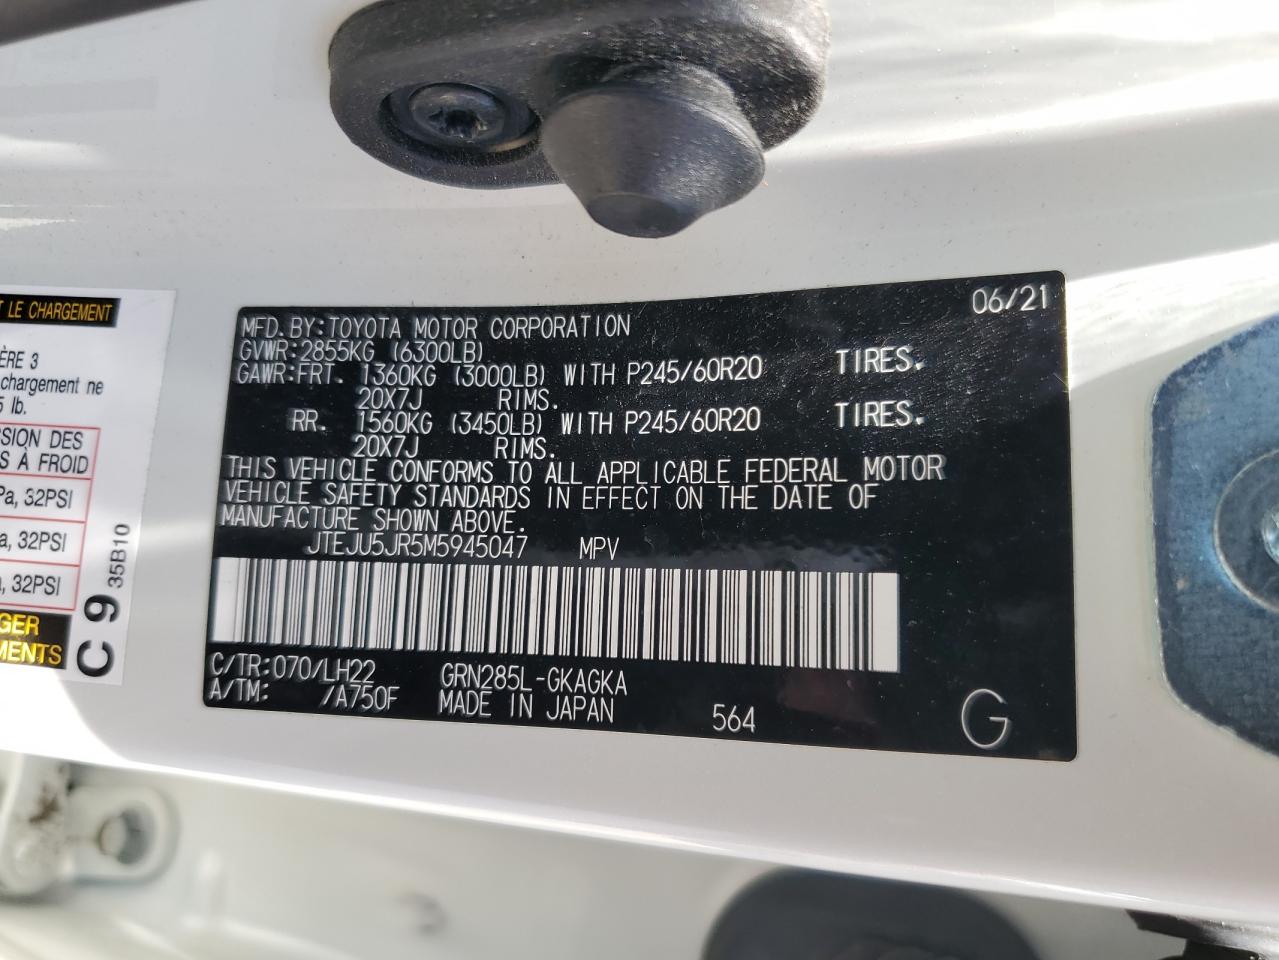 T LE CHARGEMENT
ÈRE 3
chargement ne
5 lb.
SION DES
S À FROID
Pa, 32PSI
a, 32PSI
, 32PSI
GER
MENTS
C 9 35B10
06/21
MFD.BY:TOYOTA MOTOR CORPORATION
GVWR:2855KG (6300LB)
GAWR:FRT. 1360KG (3000LB) WITH P245/60R20 TIRES.
20X7J RIMS.
RR. 1560KG (3450LB) WITH P245/60R20 TIRES.
20X7J RIMS.
THIS VEHICLE CONFORMS TO ALL APPLICABLE FEDERAL MOTOR
VEHICLE SAFETY STANDARDS IN EFFECT ON THE DATE OF
MANUFACTURE SHOWN ABOVE.
JTEJU5JR5M5945047 MPV
C/TR:070/LH22 GRN285L-GKAGKA
A/TM: /A750F MADE IN JAPAN 564 G